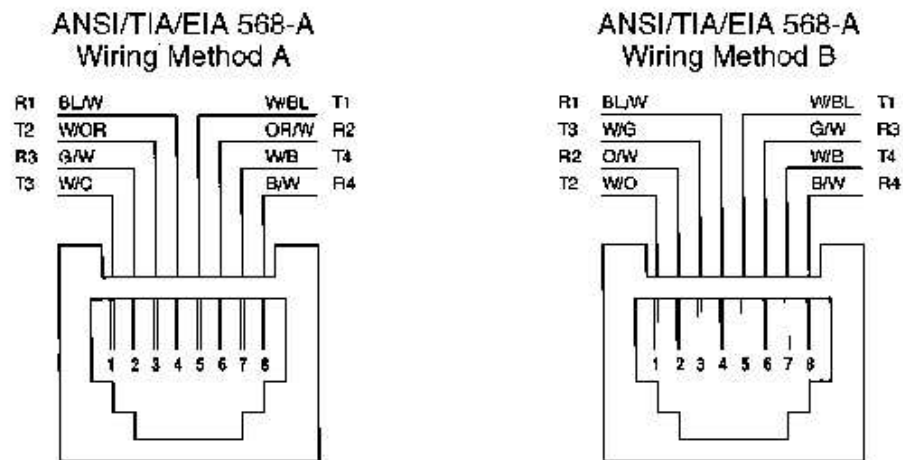 ANSI/TIA/EIA 568-A
Wiring Method A
R1 BL/W W/BL T1
T2 W/OR OR/W R2
R3 G/W W/B T4
T3 W/G B/W R4
1 2 3 4 5 6 7 8
ANSI/TIA/EIA 568-A
Wiring Method B
R1 BL/W W/BL T1
T3 W/G G/W R3
R2 O/W W/B T4
T2 W/O B/W R4
1 2 3 4 5 6 7 8